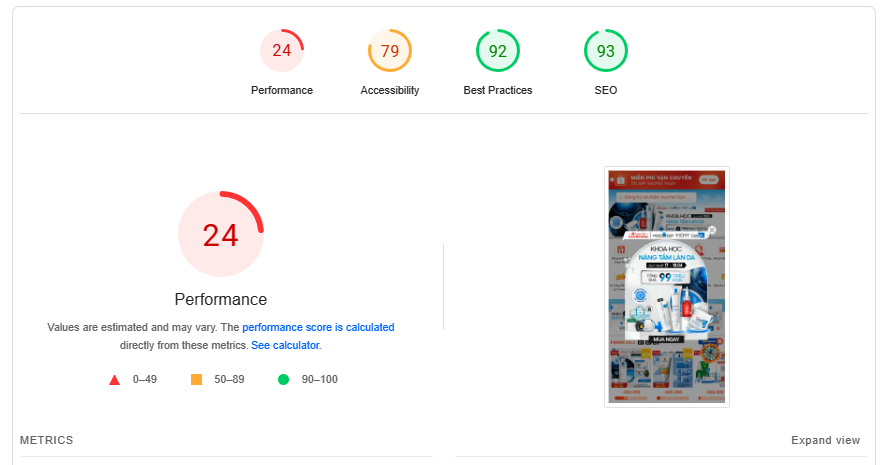 24
79
92
93
Performance
Accessibility
Best Practices
SEO
24
Performance
Values are estimated and may vary. The performance score is calculated
directly from these metrics. See calculator.
0–49
50–89
90–100
MIỄN PHÍ VẬN CHUYỂN
KHOA HỌC
NÂNG TẦM LÀN DA
99
MUA NGAY
METRICS
Expand view